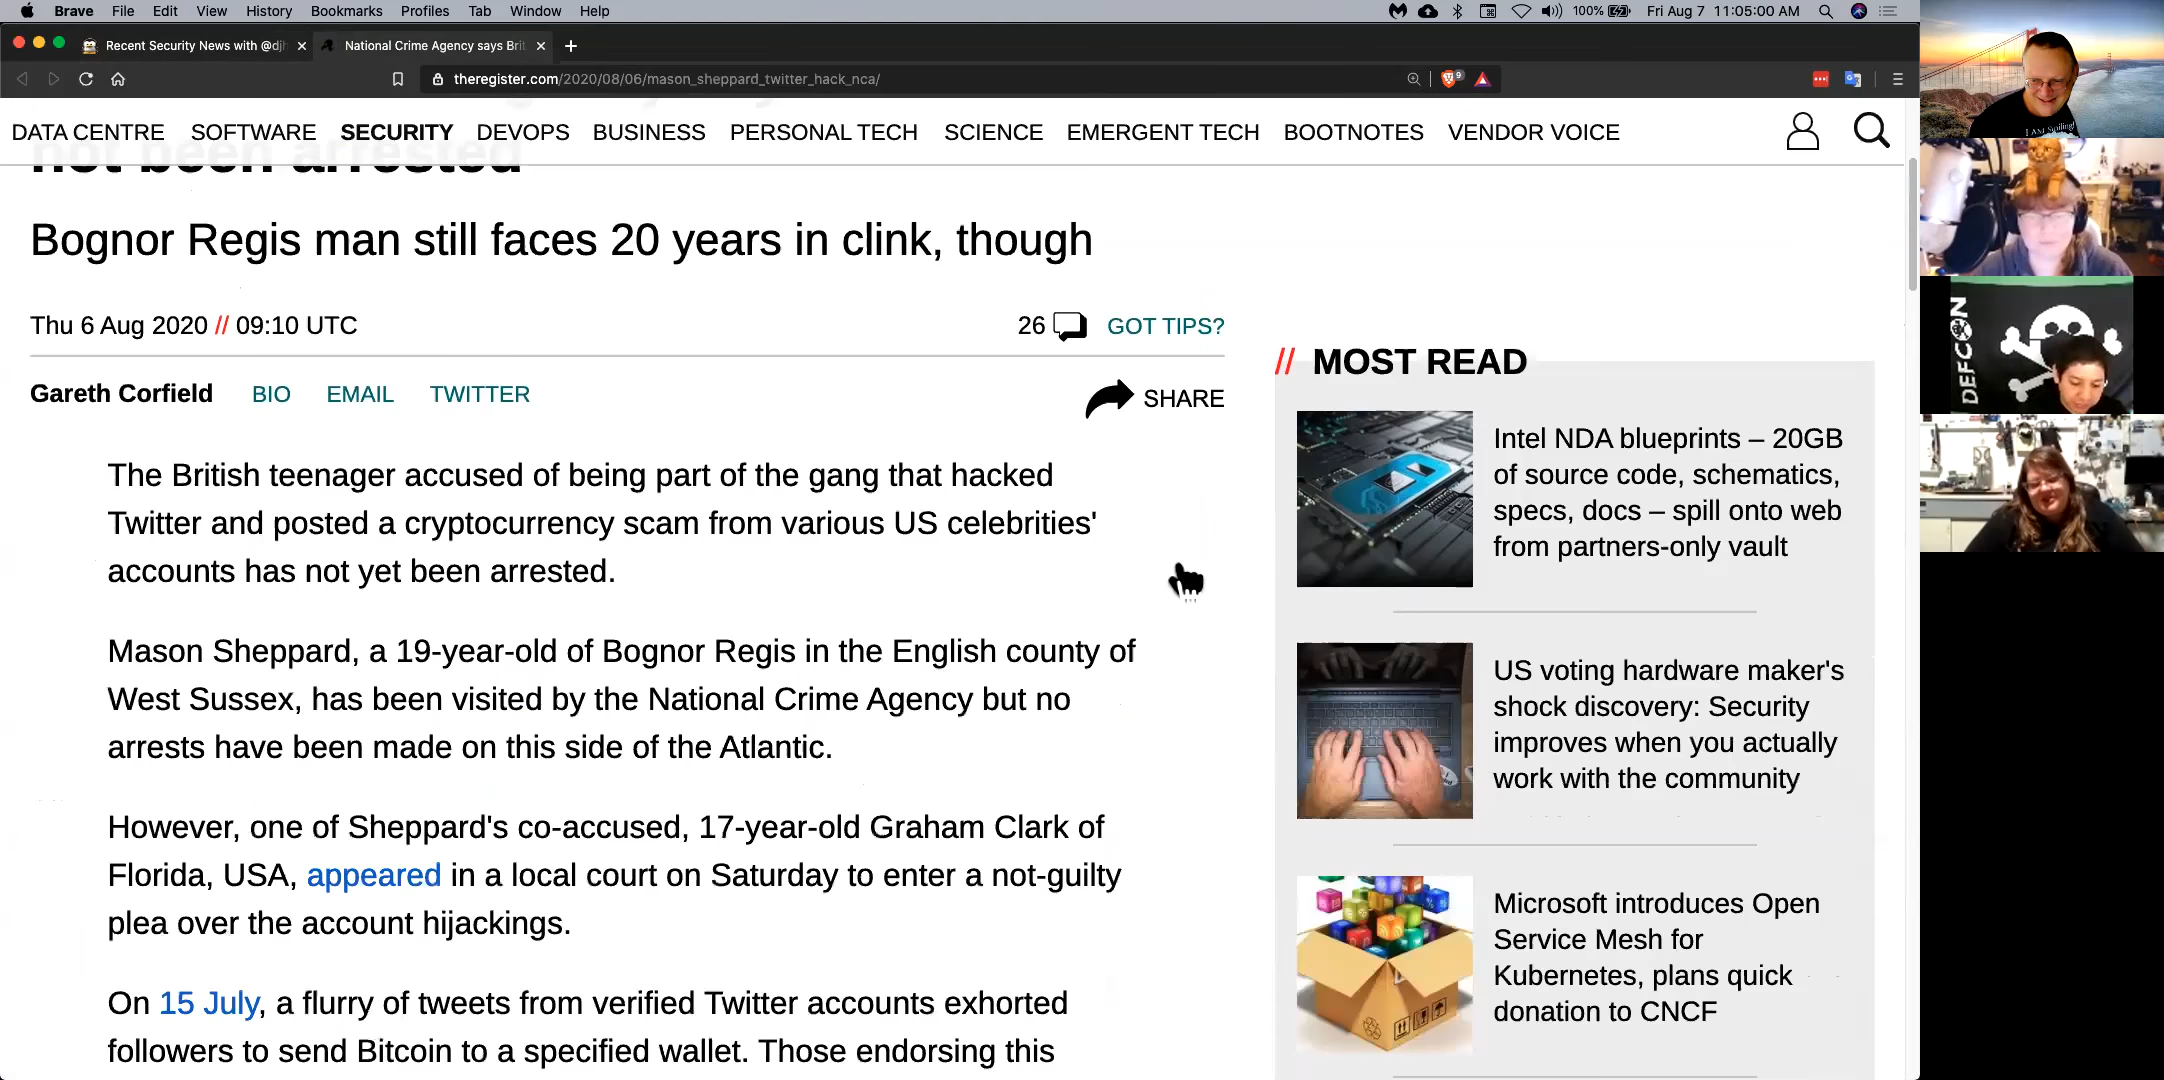 Brave File Edit View History Bookmarks Profiles Tab Window Help
100% Fri Aug 7 11:05:00 AM
Recent Security News with @djh
National Crime Agency says Brit
theregister.com/2020/08/06/mason_sheppard_twitter_hack_nca/
DATA CENTRE SOFTWARE SECURITY DEVOPS BUSINESS PERSONAL TECH SCIENCE EMERGENT TECH BOOTNOTES VENDOR VOICE
not been arrested
Bognor Regis man still faces 20 years in clink, though
Thu 6 Aug 2020 // 09:10 UTC
26 GOT TIPS?
Gareth Corfield BIO EMAIL TWITTER
SHARE
The British teenager accused of being part of the gang that hacked
Twitter and posted a cryptocurrency scam from various US celebrities'
accounts has not yet been arrested.
Mason Sheppard, a 19-year-old of Bognor Regis in the English county of
West Sussex, has been visited by the National Crime Agency but no
arrests have been made on this side of the Atlantic.
However, one of Sheppard's co-accused, 17-year-old Graham Clark of
Florida, USA, appeared in a local court on Saturday to enter a not-guilty
plea over the account hijackings.
On 15 July, a flurry of tweets from verified Twitter accounts exhorted
followers to send Bitcoin to a specified wallet. Those endorsing this
// MOST READ
Intel NDA blueprints – 20GB
of source code, schematics,
specs, docs – spill onto web
from partners-only vault
US voting hardware maker's
shock discovery: Security
improves when you actually
work with the community
Microsoft introduces Open
Service Mesh for
Kubernetes, plans quick
donation to CNCF
I AM Smiling!
DEFCON